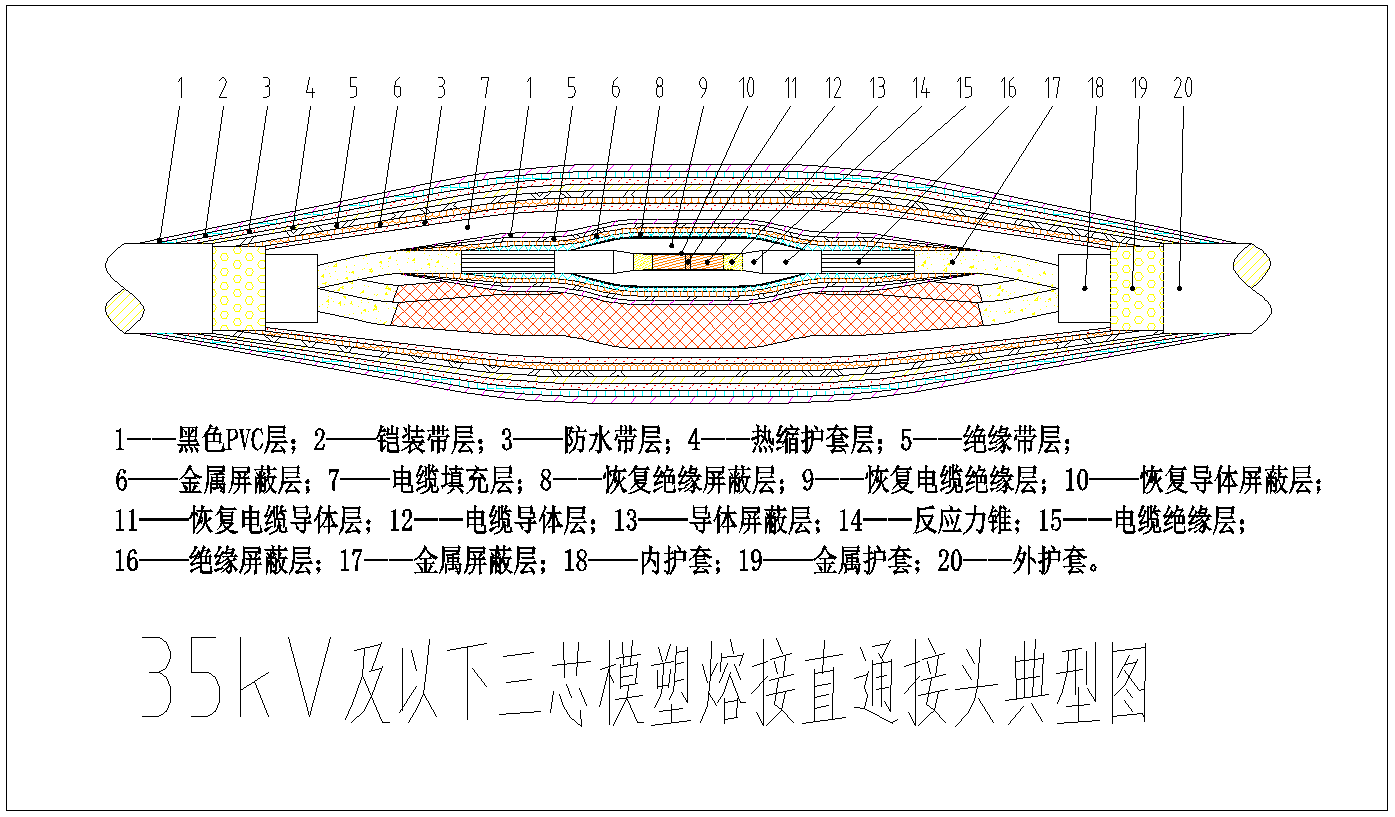 1 2 3 4 5 6 3 7 1 5 6 8 9 10 11 12 13 14 15 16 17 18 19 20
1——黑色PVC层；2——铠装带层；3——防水带层；4——热缩护套层；5——绝缘带层；
6——金属屏蔽层；7——电缆填充层；8——恢复绝缘屏蔽层；9——恢复电缆绝缘层；10——恢复导体屏蔽层；
11——恢复电缆导体层；12——电缆导体层；13——导体屏蔽层；14——反应力锥；15——电缆绝缘层；
16——绝缘屏蔽层；17——金属屏蔽层；18——内护套；19——金属护套；20——外护套。
35kV及以下三芯模塑熔接直通接头典型图